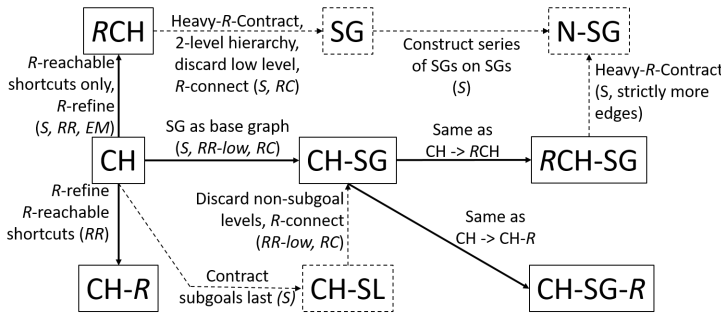 RCH
Heavy-R-Contract,
2-level hierarchy,
discard low level,
R-connect (S, RC)
SG
Construct series
of SGs on SGs
(S)
N-SG
R-reachable
shortcuts only,
R-refine
(S, RR, EM)
Heavy-R-Contract
(S, strictly more
edges)
CH
SG as base graph
(S, RR-low, RC)
CH-SG
Same as
CH -> RCH
RCH-SG
R-refine
R-reachable
shortcuts (RR)
Discard non-subgoal
levels, R-connect
(RR-low, RC)
Same as
CH -> CH-R
CH-R
Contract
subgoals last (S)
CH-SL
CH-SG-R